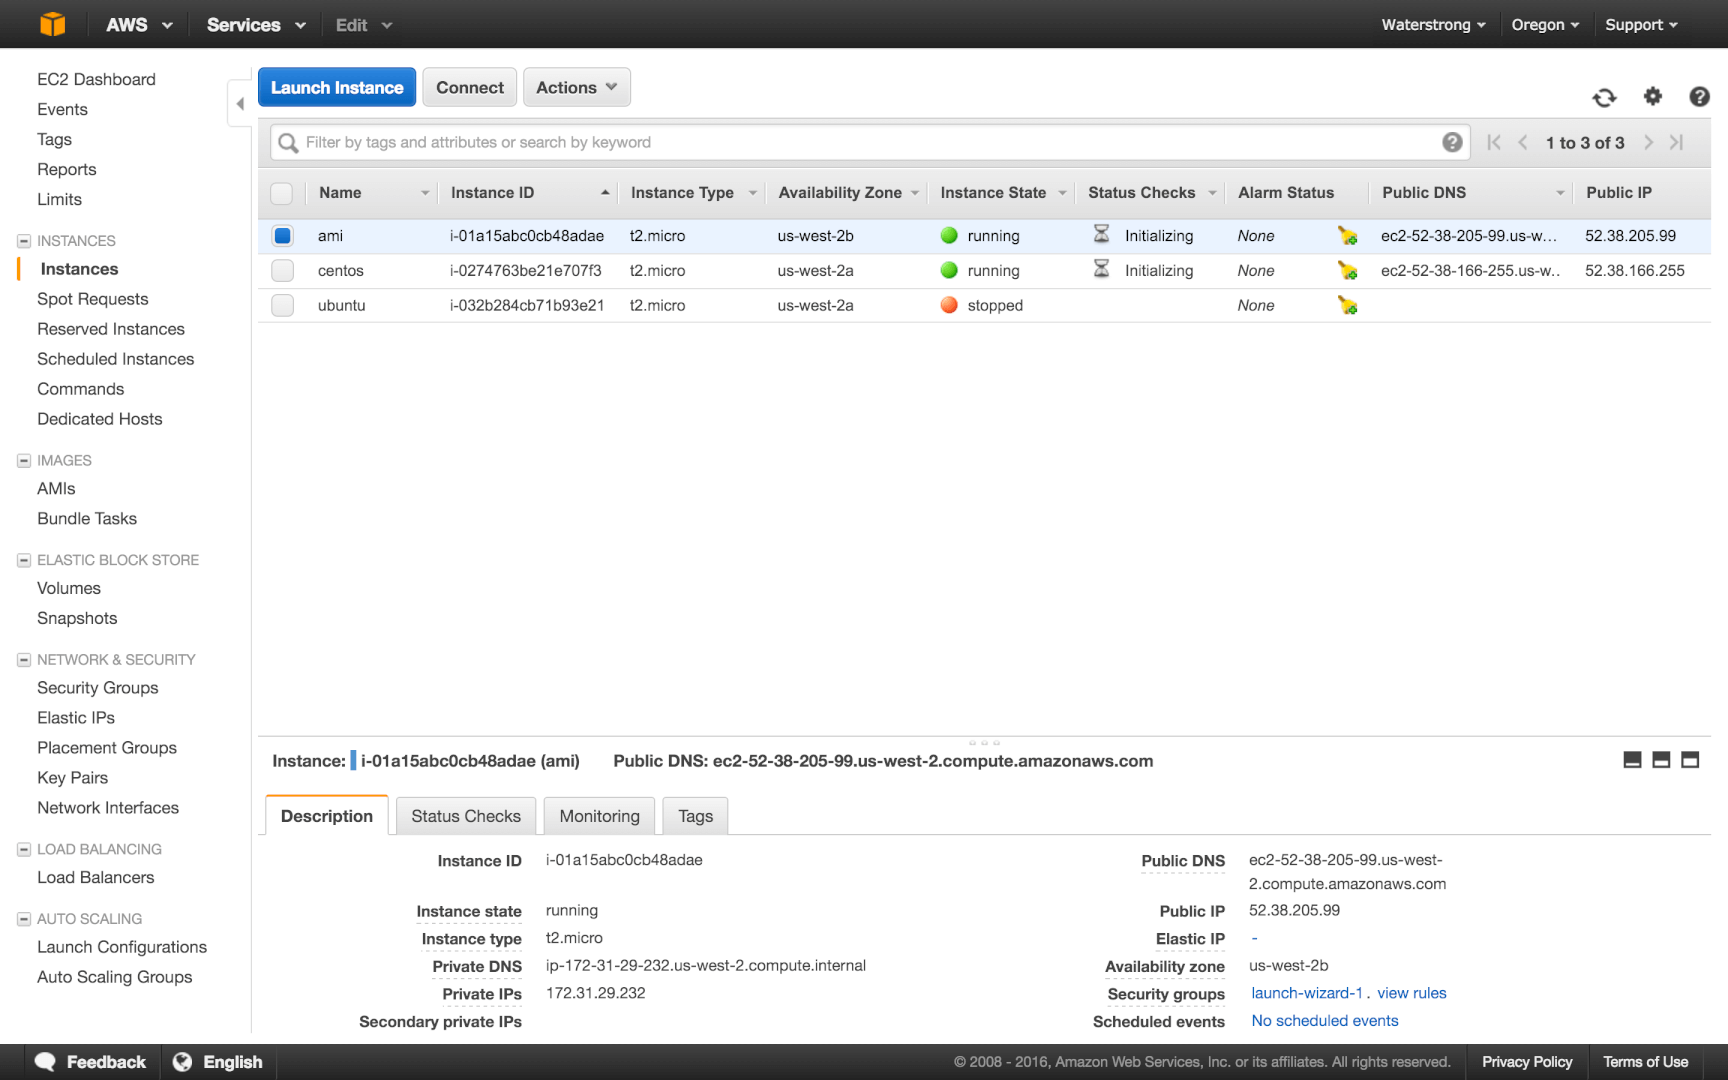 AWS Services Edit Waterstrong Oregon Support
EC2 Dashboard
Events
Tags
Reports
Limits
INSTANCES
Instances
Spot Requests
Reserved Instances
Scheduled Instances
Commands
Dedicated Hosts
IMAGES
AMIs
Bundle Tasks
ELASTIC BLOCK STORE
Volumes
Snapshots
NETWORK & SECURITY
Security Groups
Elastic IPs
Placement Groups
Key Pairs
Network Interfaces
LOAD BALANCING
Load Balancers
AUTO SCALING
Launch Configurations
Auto Scaling Groups
Launch Instance Connect Actions
Filter by tags and attributes or search by keyword 1 to 3 of 3
Name Instance ID Instance Type Availability Zone Instance State Status Checks Alarm Status Public DNS Public IP
ami i-01a15abc0cb48adae t2.micro us-west-2b running Initializing None ec2-52-38-205-99.us-w... 52.38.205.99
centos i-0274763be21e707f3 t2.micro us-west-2a running Initializing None ec2-52-38-166-255.us-w.. 52.38.166.255
ubuntu i-032b284cb71b93e21 t2.micro us-west-2a stopped None
Instance: i-01a15abc0cb48adae (ami) Public DNS: ec2-52-38-205-99.us-west-2.compute.amazonaws.com
Description Status Checks Monitoring Tags
Instance ID i-01a15abc0cb48adae
Instance state running
Instance type t2.micro
Private DNS ip-172-31-29-232.us-west-2.compute.internal
Private IPs 172.31.29.232
Secondary private IPs
Public DNS ec2-52-38-205-99.us-west-
2.compute.amazonaws.com
Public IP 52.38.205.99
Elastic IP -
Availability zone us-west-2b
Security groups launch-wizard-1. view rules
Scheduled events No scheduled events
Feedback English © 2008 - 2016, Amazon Web Services, Inc. or its affiliates. All rights reserved. Privacy Policy Terms of Use